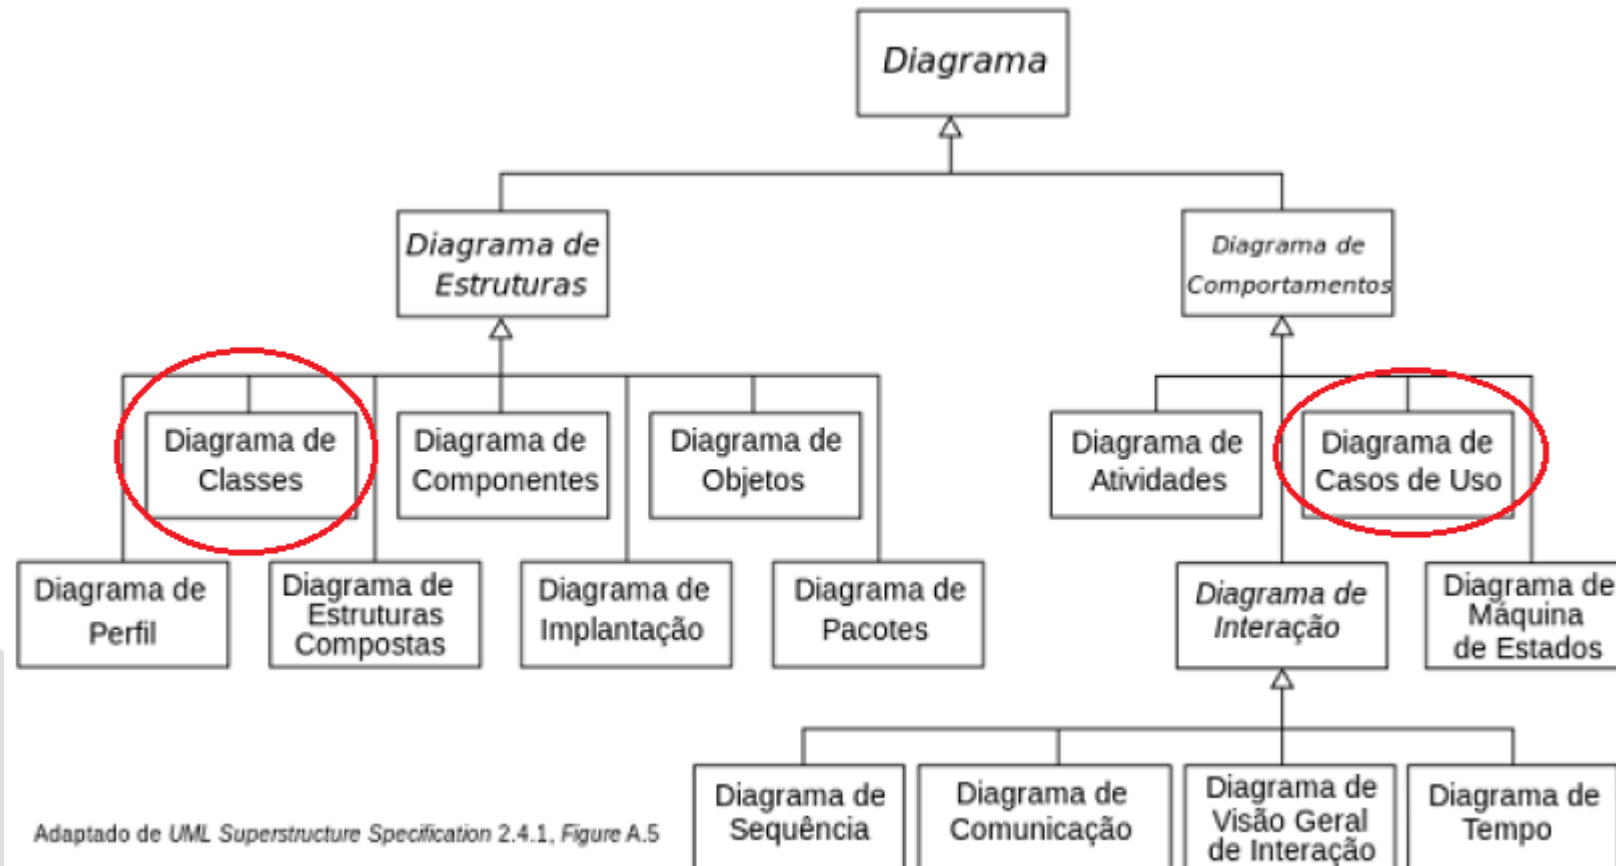 Diagrama
Diagrama de
Estruturas
Diagrama de
Comportamentos
Diagrama de
Classes
Diagrama de
Componentes
Diagrama de
Objetos
Diagrama de
Atividades
Diagrama de
Casos de Uso
Diagrama de
Perfil
Diagrama de
Estruturas
Compostas
Diagrama de
Implantação
Diagrama de
Pacotes
Diagrama de
Interação
Diagrama de
Máquina
de Estados
Diagrama de
Sequência
Diagrama de
Comunicação
Diagrama de
Visão Geral
de Interação
Diagrama de
Tempo
Adaptado de UML Superstructure Specification 2.4.1, Figure A.5